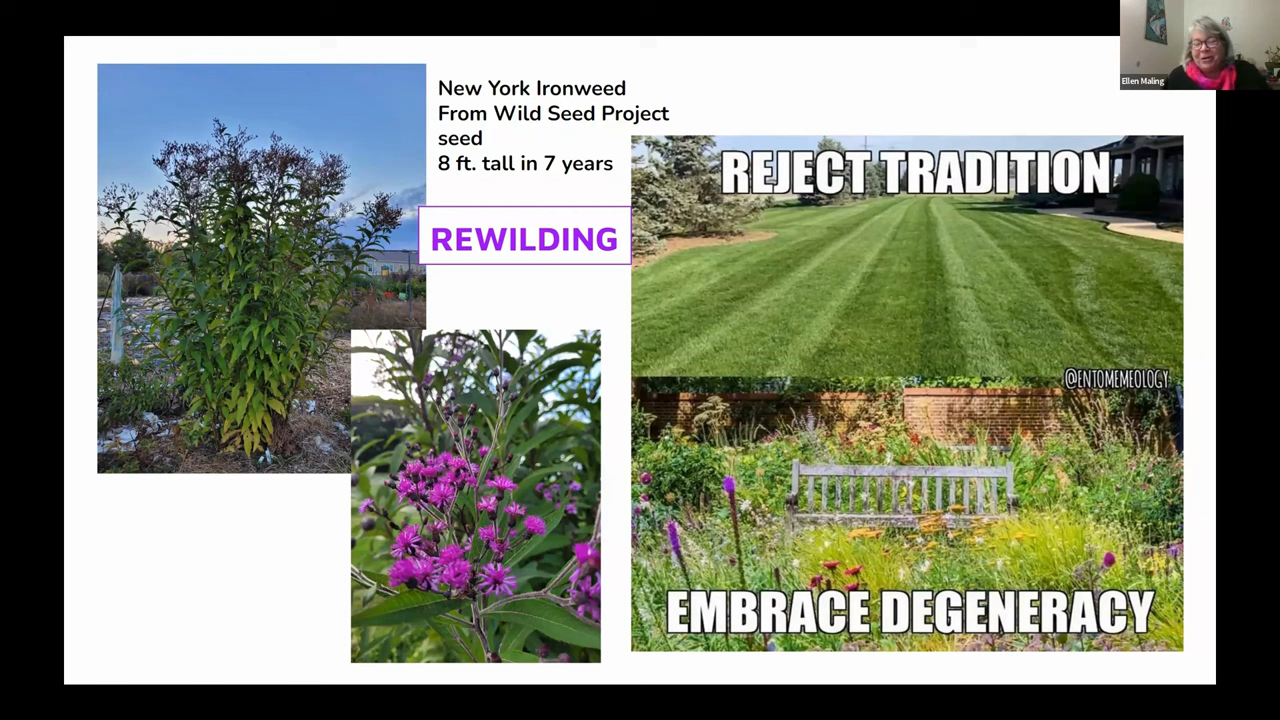 New York Ironweed
From Wild Seed Project
seed
8 ft. tall in 7 years
REWILDING
REJECT TRADITION
@ENTOMEMEOLOGY
EMBRACE DEGENERACY
Ellen Maling